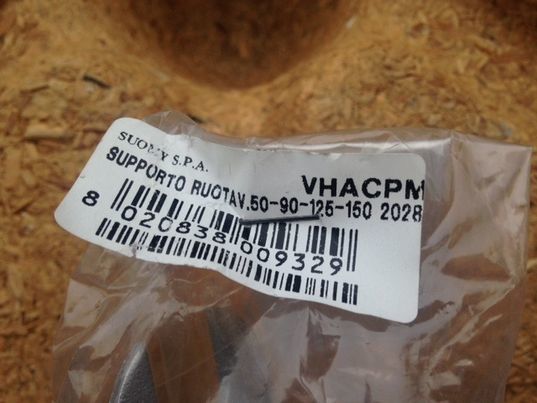 SUOMY S.P.A.
VHACPM
SUPPORTO RUOTAV.50-90-125-150 2028
8 020838 009329